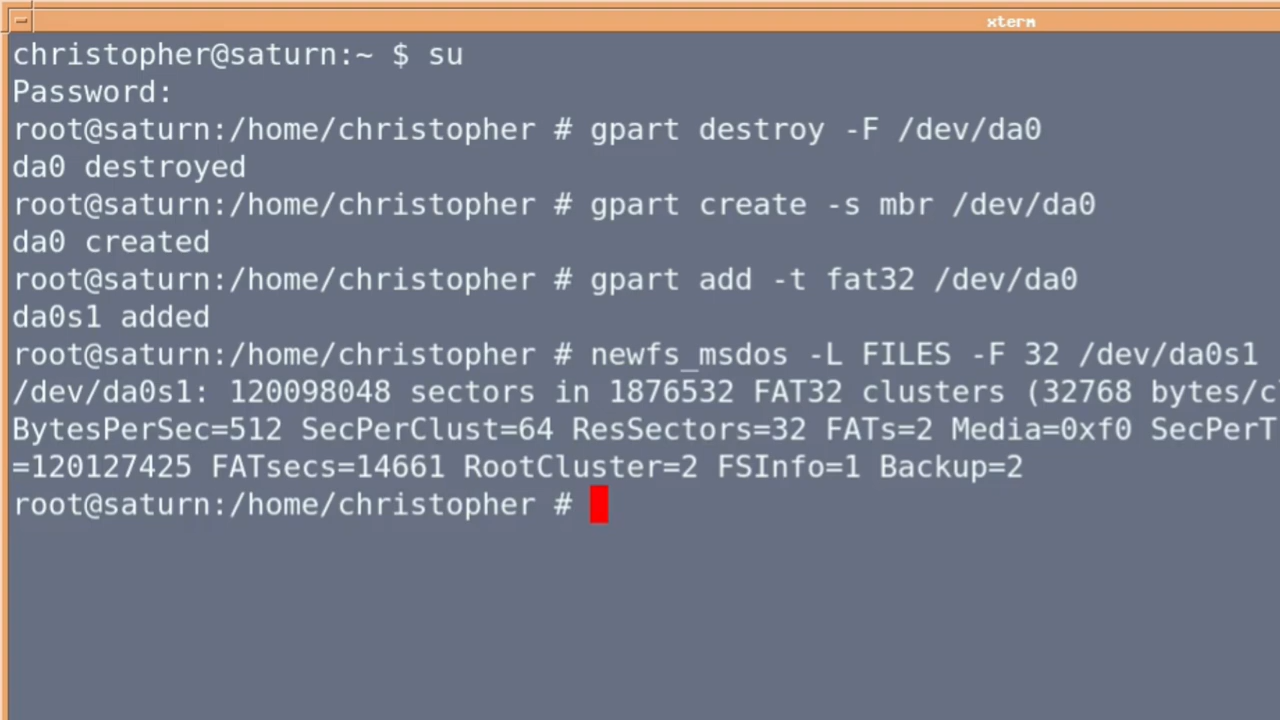 xterm
christopher@saturn:~ $ su
Password:
root@saturn:/home/christopher # gpart destroy -F /dev/da0
da0 destroyed
root@saturn:/home/christopher # gpart create -s mbr /dev/da0
da0 created
root@saturn:/home/christopher # gpart add -t fat32 /dev/da0
da0s1 added
root@saturn:/home/christopher # newfs_msdos -L FILES -F 32 /dev/da0s1
/dev/da0s1: 120098048 sectors in 1876532 FAT32 clusters (32768 bytes/c
BytesPerSec=512 SecPerClust=64 ResSectors=32 FATs=2 Media=0xf0 SecPerT
=120127425 FATsecs=14661 RootCluster=2 FSInfo=1 Backup=2
root@saturn:/home/christopher #